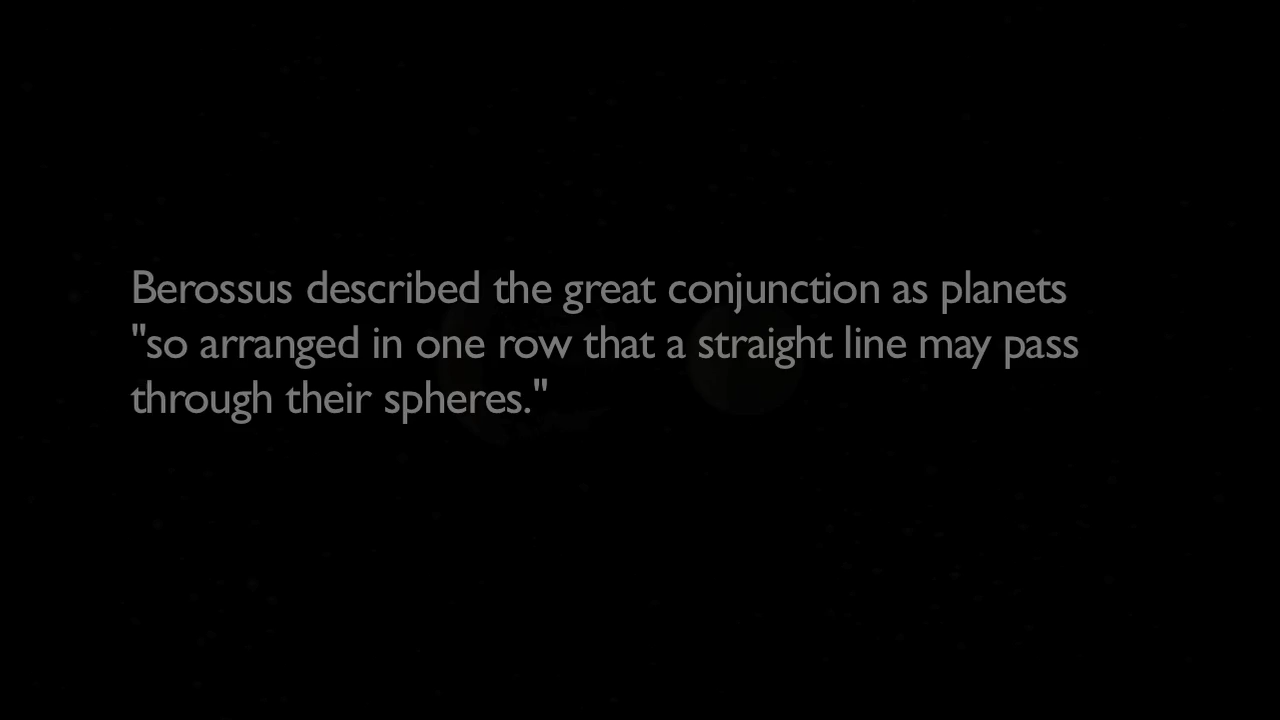 Berossus described the great conjunction as planets
"so arranged in one row that a straight line may pass
through their spheres."